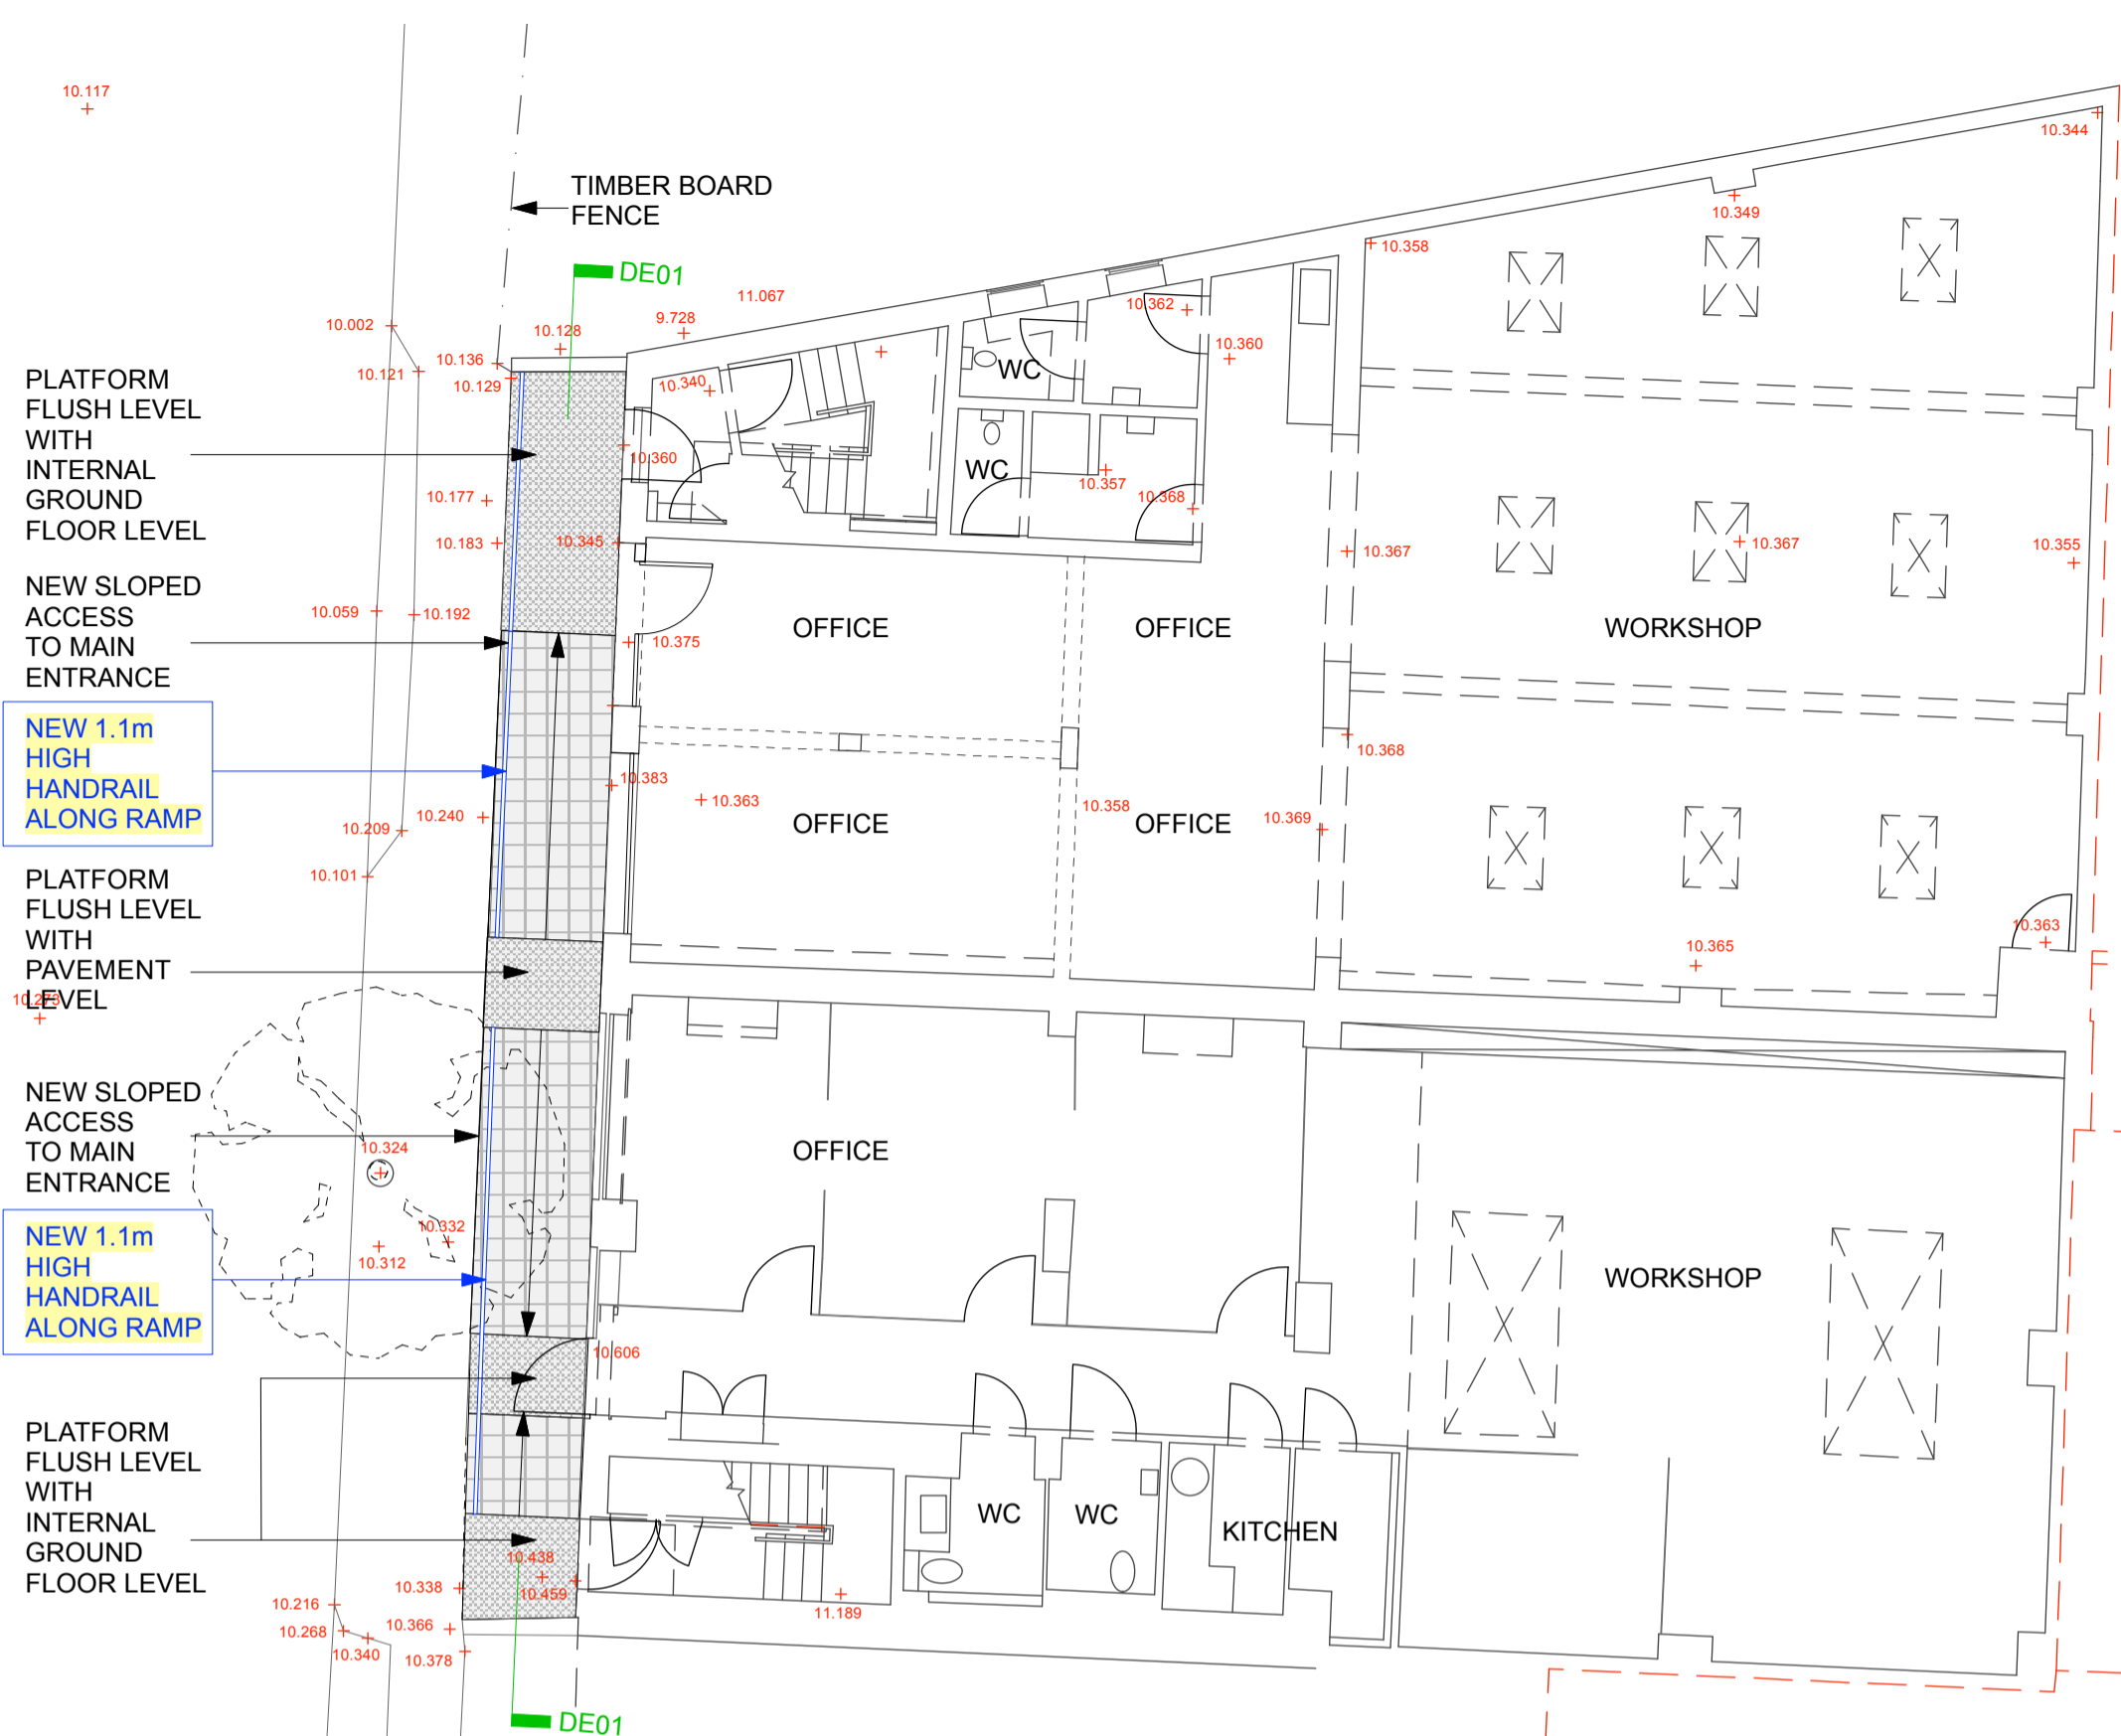 10.117
TIMBER BOARD
FENCE
DE01
11.067
9.728
10.002
10.128
10.136
10.121
10.129
10.340
10.362
10.360
10.358
10.349
10.344
WC
WC
PLATFORM
FLUSH LEVEL
WITH
INTERNAL
GROUND
FLOOR LEVEL
10.360
10.177
10.183
10.345
10.357
10.368
10.367
10.367
10.355
NEW SLOPED
ACCESS
TO MAIN
ENTRANCE
10.059
10.192
10.375
OFFICE
OFFICE
WORKSHOP
NEW 1.1m
HIGH
HANDRAIL
ALONG RAMP
10.383
10.363
10.358
10.368
10.369
10.240
10.209
10.101
OFFICE
OFFICE
PLATFORM
FLUSH LEVEL
WITH
PAVEMENT
LEVEL
10.273
10.363
10.365
NEW SLOPED
ACCESS
TO MAIN
ENTRANCE
10.324
OFFICE
NEW 1.1m
HIGH
HANDRAIL
ALONG RAMP
10.332
10.312
WORKSHOP
10.606
PLATFORM
FLUSH LEVEL
WITH
INTERNAL
GROUND
FLOOR LEVEL
WC
WC
KITCHEN
10.438
10.459
10.338
10.216
10.268
10.366
10.340
10.378
11.189
DE01